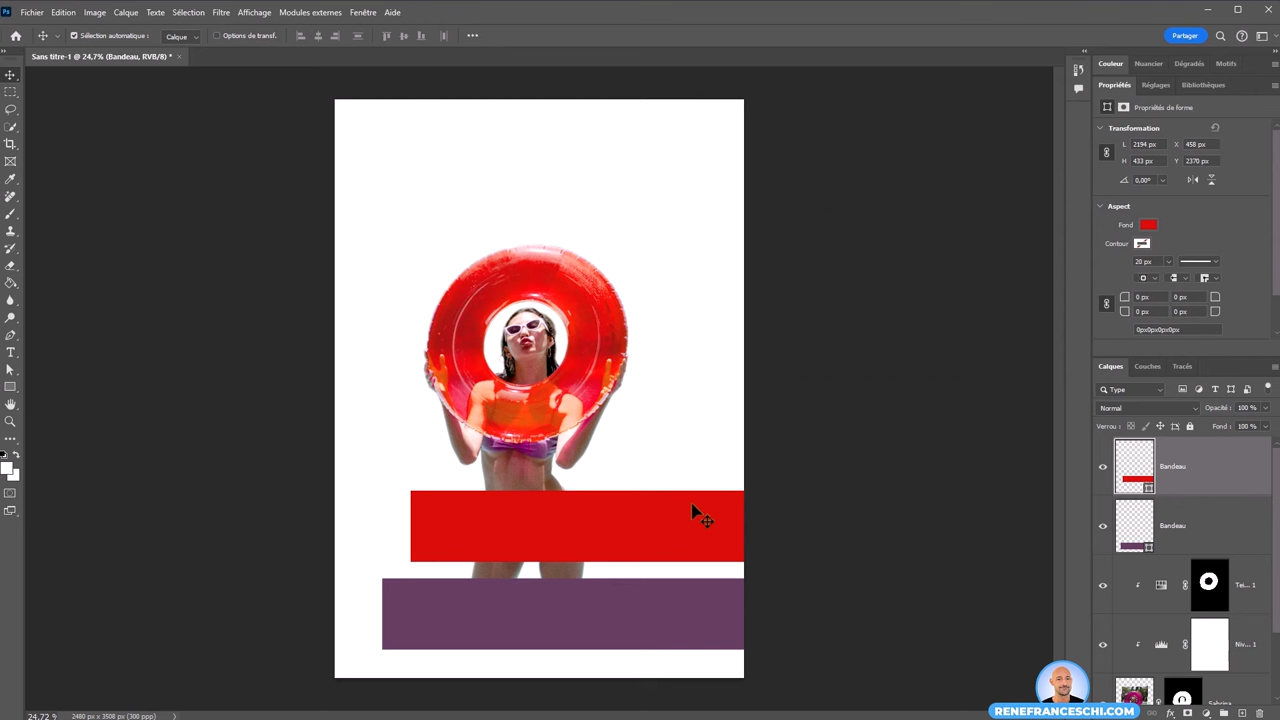 Ps Fichier Edition Image Calque Texte Sélection Filtre Affichage Modules externes Fenêtre Aide
Sélection automatique : Calque Options de transf. Partager
Sans titre-1 @ 24,7% (Bandeau, RVB/8) *
Couleur Nuancier Dégradés Motifs
Propriétés Réglages Bibliothèques
Propriétés de forme
Transformation
L 2194 px X 458 px
H 433 px Y 2370 px
0,00°
Aspect
Fond
Contour
20 px
0 px 0 px
0 px 0 px
0px0px0px0px
Calques Couches Tracés
Type
Normal Opacité : 100 %
Verrou : Fond : 100 %
Bandeau
Bandeau
Tei... 1
Niv... 1
Sabrina
24,72 % 2480 px x 3508 px (300 ppp)
RENEFRANCESCHI.COM